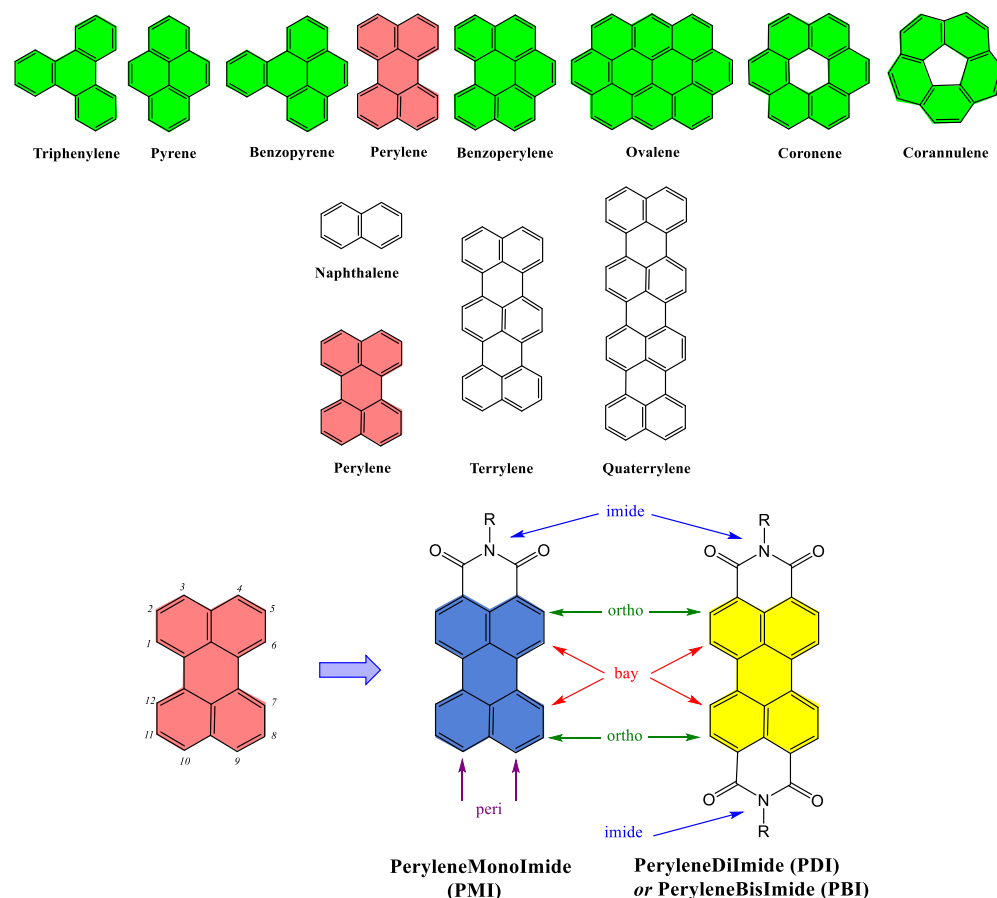 Triphenylene
Pyrene
Benzopyrene
Perylene
Benzoperylene
Ovalene
Coronene
Corannulene
Naphthalene
Perylene
Terrylene
Quaterrylene
3
4
2
5
1
6
12
7
11
8
10
9
R
imide
R
O
N
O
O
N
O
ortho
bay
ortho
peri
O
N
O
imide
R
PeryleneMonoImide
(PMI)
PeryleneDiImide (PDI)
or PeryleneBisImide (PBI)